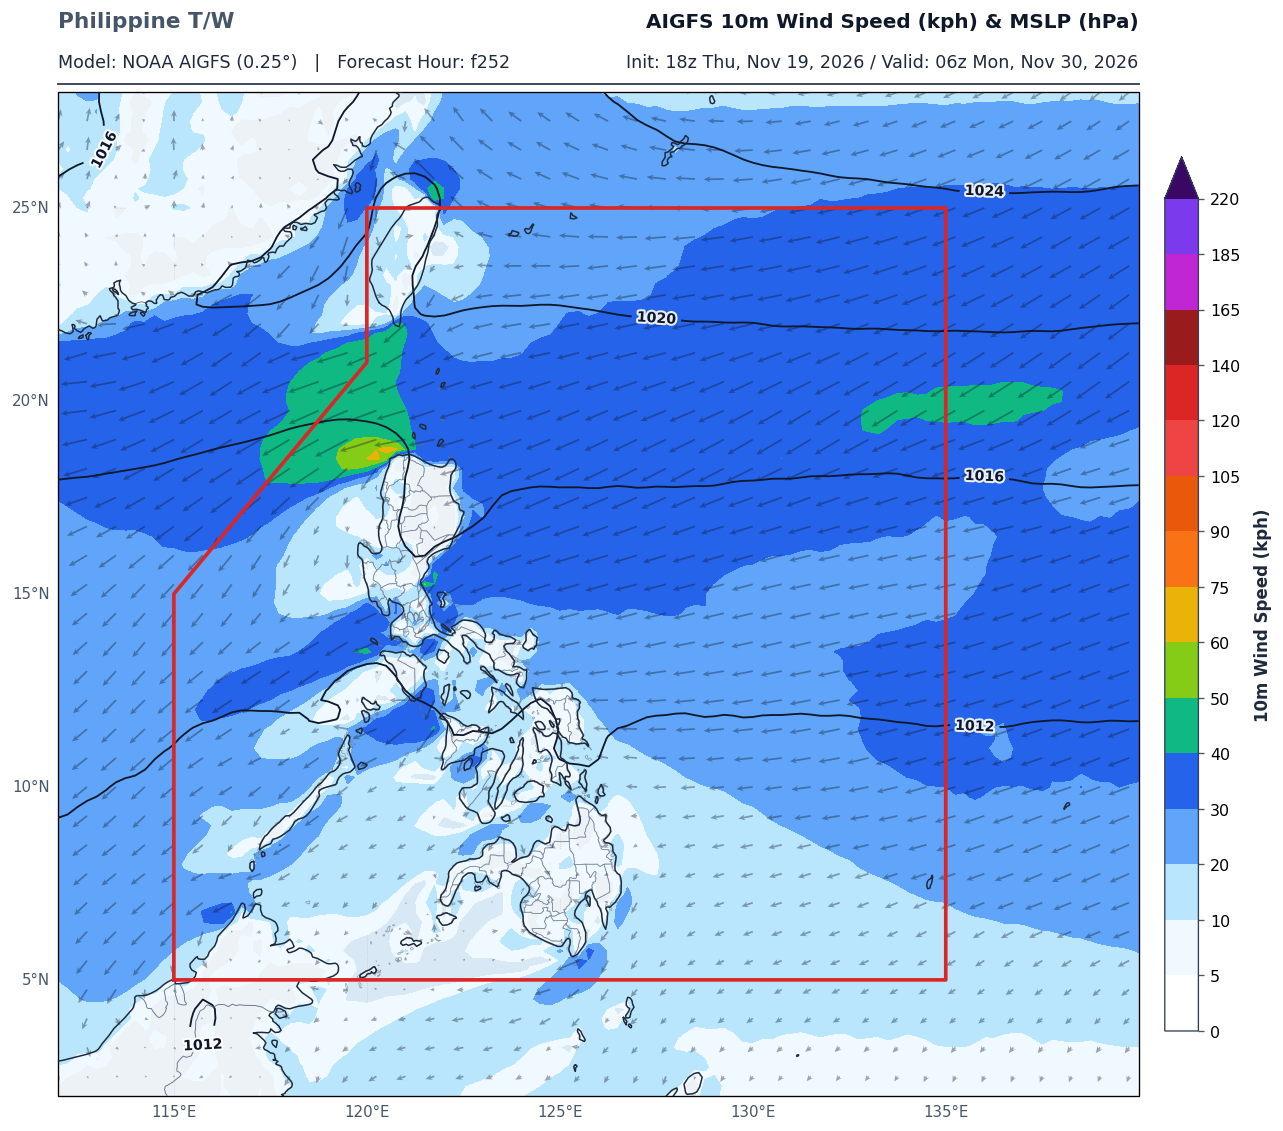 Philippine T/W
AIGFS 10m Wind Speed (kph) & MSLP (hPa)
Model: NOAA AIGFS (0.25°) | Forecast Hour: f252
Init: 18z Thu, Nov 19, 2026 / Valid: 06z Mon, Nov 30, 2026
1016
1024
1020
1016
1012
1012
25°N
20°N
15°N
10°N
5°N
115°E
120°E
125°E
130°E
135°E
220
185
165
140
120
105
90
75
60
50
40
30
20
10
5
0
10m Wind Speed (kph)